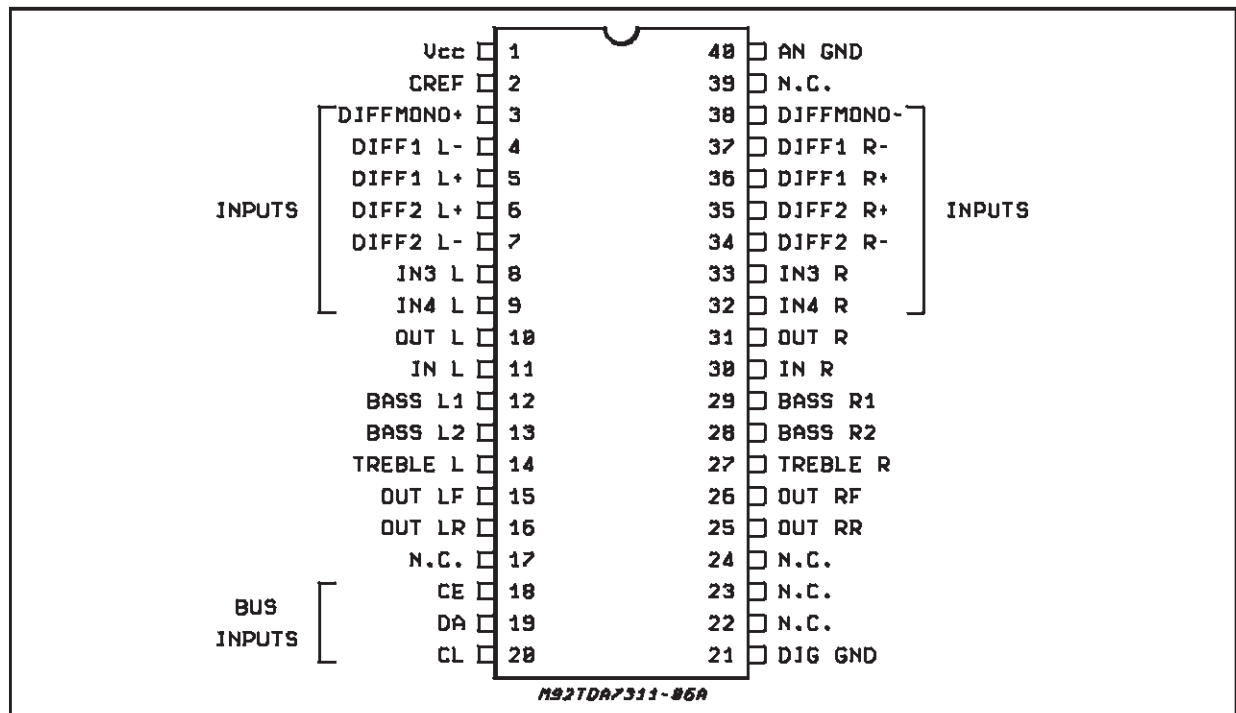 Vcc 1 40 AN GND
CREF 2 39 N.C.
DIFFMONO+ 3 38 DIFFMONO-
DIFF1 L- 4 37 DIFF1 R-
DIFF1 L+ 5 36 DIFF1 R+
INPUTS DIFF2 L+ 6 35 DIFF2 R+ INPUTS
DIFF2 L- 7 34 DIFF2 R-
IN3 L 8 33 IN3 R
IN4 L 9 32 IN4 R
OUT L 10 31 OUT R
IN L 11 30 IN R
BASS L1 12 29 BASS R1
BASS L2 13 28 BASS R2
TREBLE L 14 27 TREBLE R
OUT LF 15 26 OUT RF
OUT LR 16 25 OUT RR
N.C. 17 24 N.C.
CE 18 23 N.C.
BUS
DA 19 22 N.C.
INPUTS
CL 20 21 DIG GND
M92TDA7311-06A